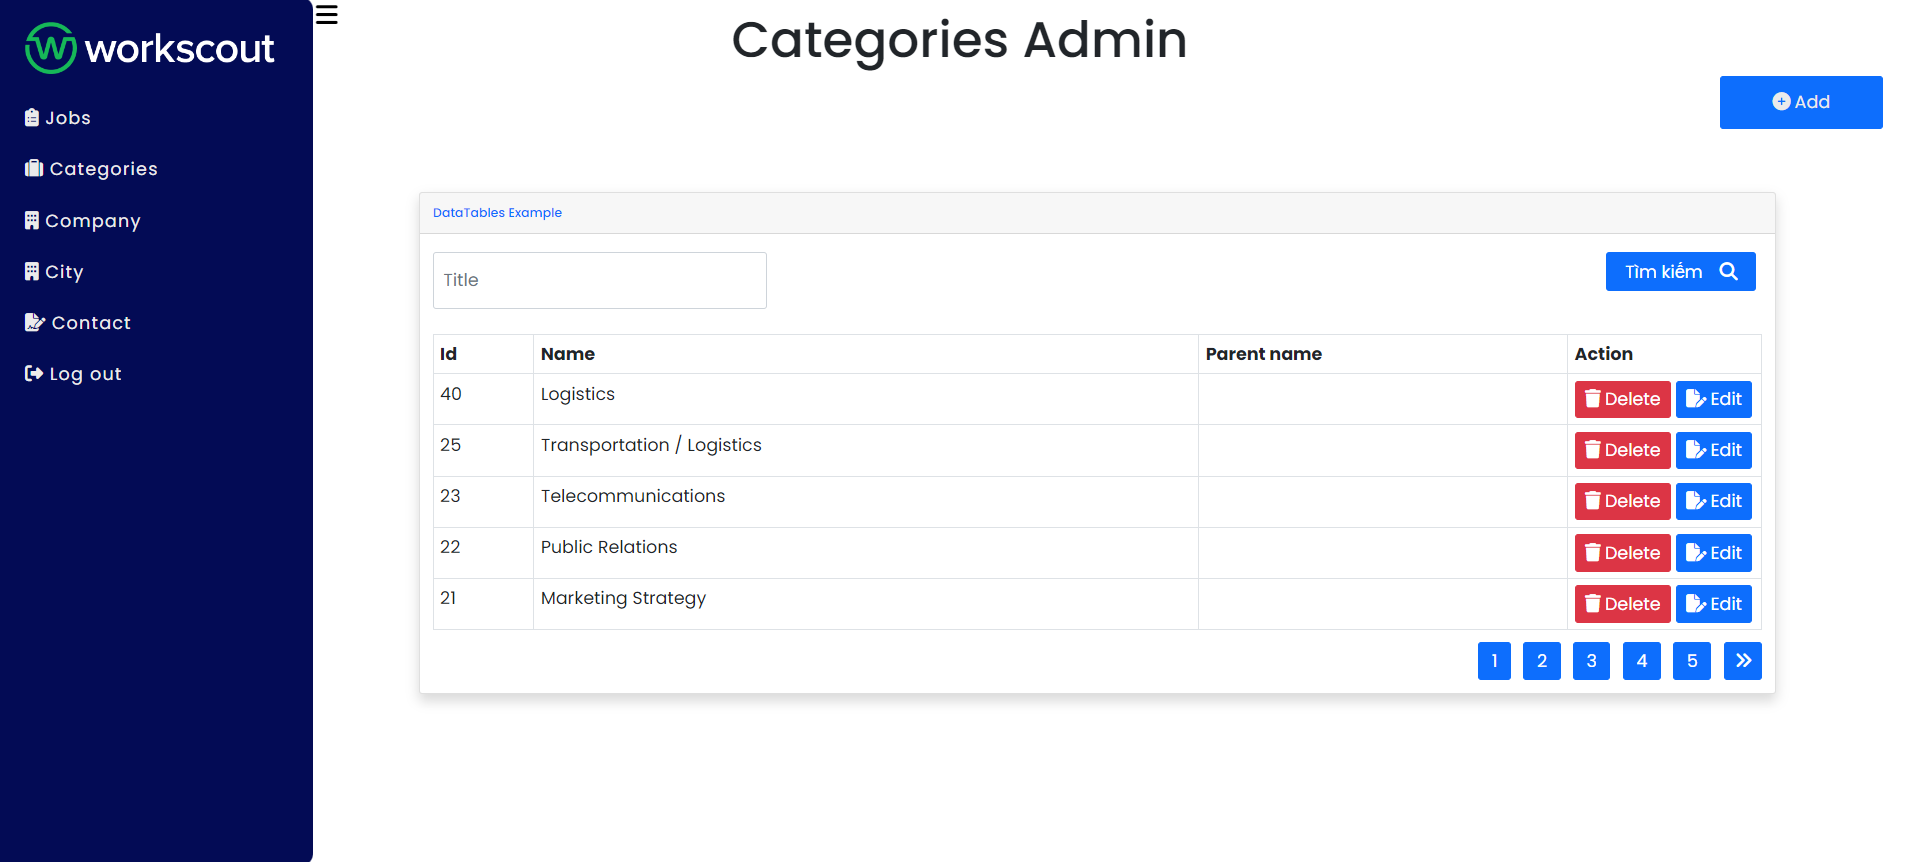 workscout
Jobs
Categories
Company
City
Contact
Log out
Categories Admin
Add
DataTables Example
Title
Tìm kiếm
Id Name Parent name Action
40 Logistics Delete Edit
25 Transportation / Logistics Delete Edit
23 Telecommunications Delete Edit
22 Public Relations Delete Edit
21 Marketing Strategy Delete Edit
1 2 3 4 5 »